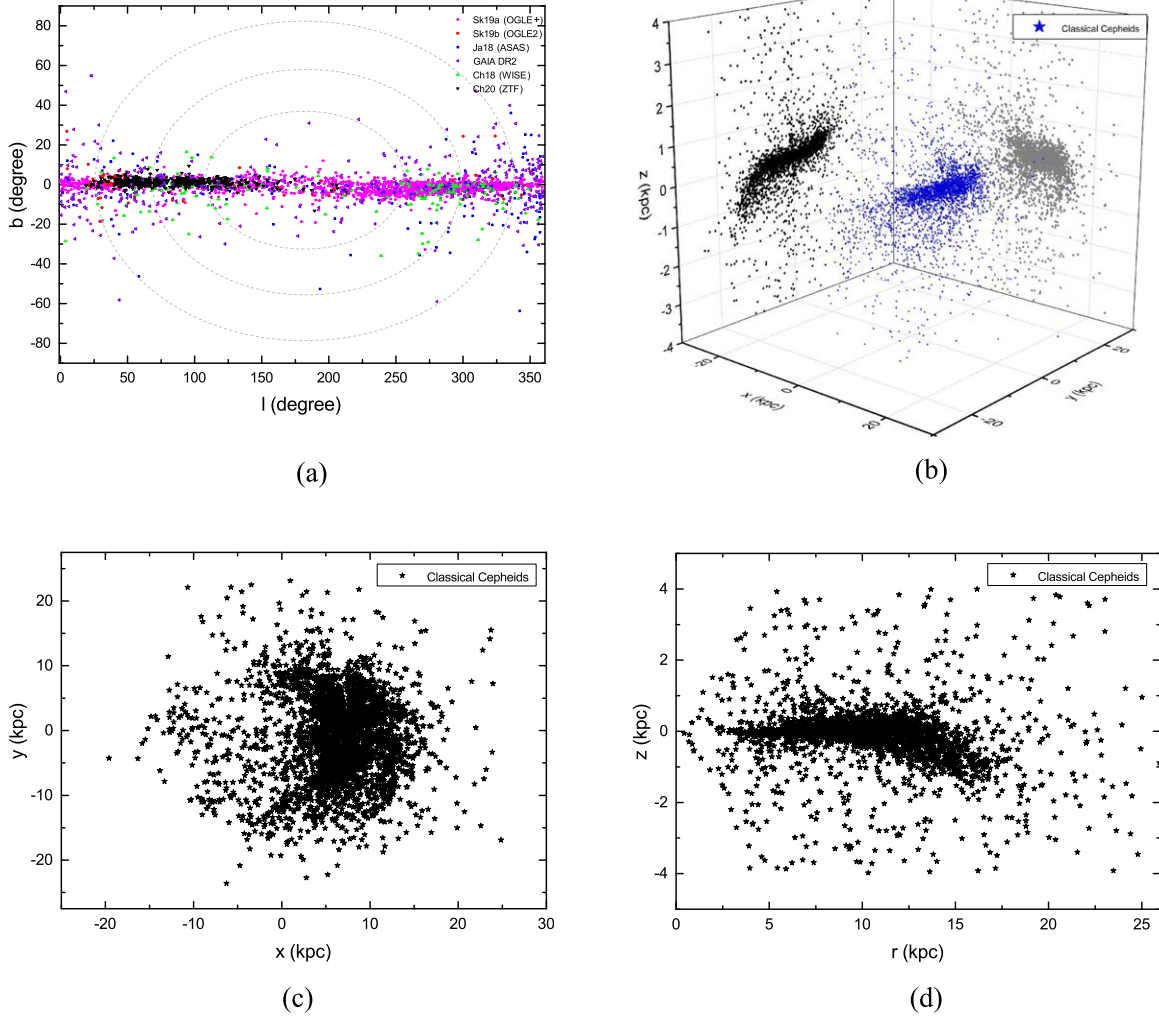 Sk19a (OGLE+)
Sk19b (OGLE2)
Ja18 (ASAS)
GAIA DR2
Ch18 (WISE)
Ch20 (ZTF)
80
60
40
20
0
-20
-40
-60
-80
b (degree)
0 50 100 150 200 250 300 350
l (degree)
(a)
Classical Cepheids
4
3
2
1
0
-1
-2
-3
-4
z (kpc)
-20 0 20
x (kpc)
-20 0 20
y (kpc)
(b)
Classical Cepheids
20
10
0
-10
-20
y (kpc)
-20 -10 0 10 20 30
x (kpc)
(c)
Classical Cepheids
4
2
0
-2
-4
z (kpc)
0 5 10 15 20 25
r (kpc)
(d)